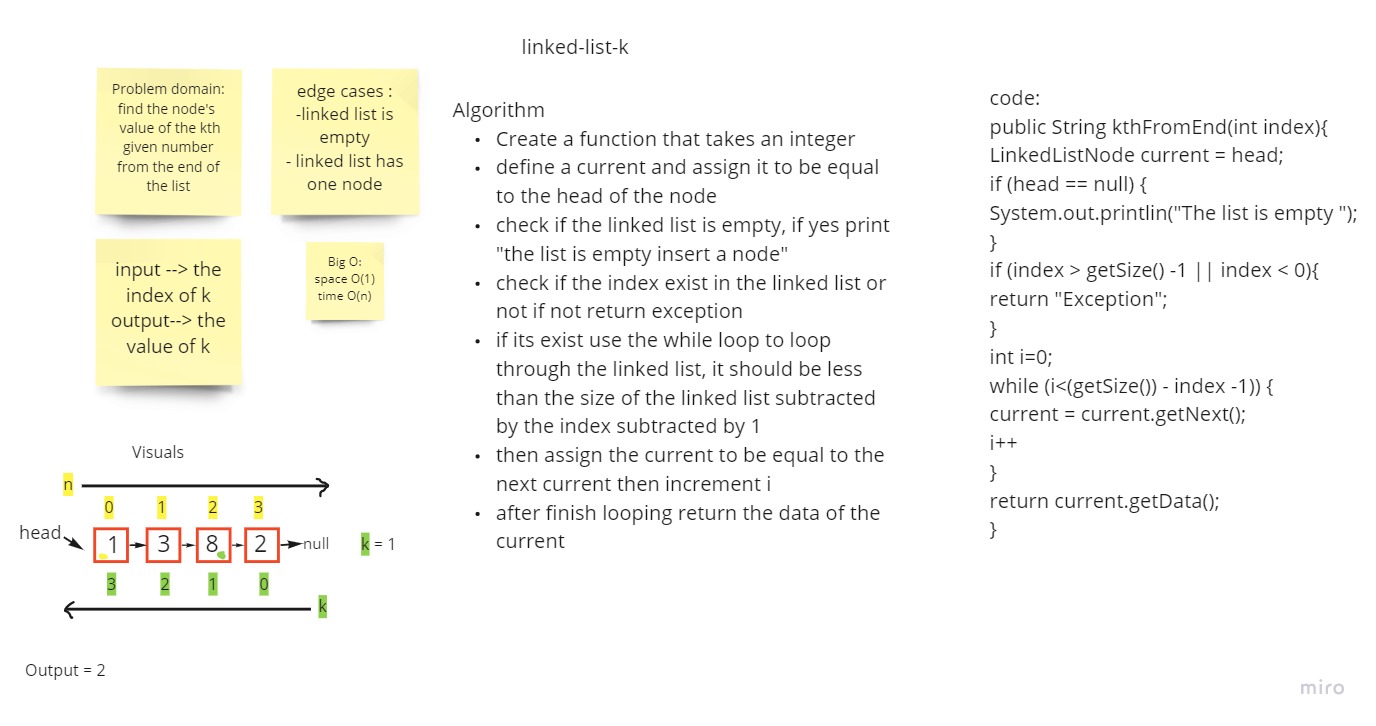 linked-list-k
Problem domain:
find the node's
value of the kth
given number
from the end of
the list
edge cases :
-linked list is
empty
- linked list has
one node
input --> the
index of k
output--> the
value of k
Big O:
space O(1)
time O(n)
Visuals
n
0 1 2 3
head 1 3 8 2 null k = 1
3 2 1 0
k
Output = 2
Algorithm
• Create a function that takes an integer
• define a current and assign it to be equal
to the head of the node
• check if the linked list is empty, if yes print
"the list is empty insert a node"
• check if the index exist in the linked list or
not if not return exception
• if its exist use the while loop to loop
through the linked list, it should be less
than the size of the linked list subtracted
by the index subtracted by 1
• then assign the current to be equal to the
next current then increment i
• after finish looping return the data of the
current
code:
public String kthFromEnd(int index){
LinkedListNode current = head;
if (head == null) {
System.out.println("The list is empty ");
}
if (index > getSize() -1 || index < 0){
return "Exception";
}
int i=0;
while (i<(getSize()) - index -1)) {
current = current.getNext();
i++
}
return current.getData();
}
miro